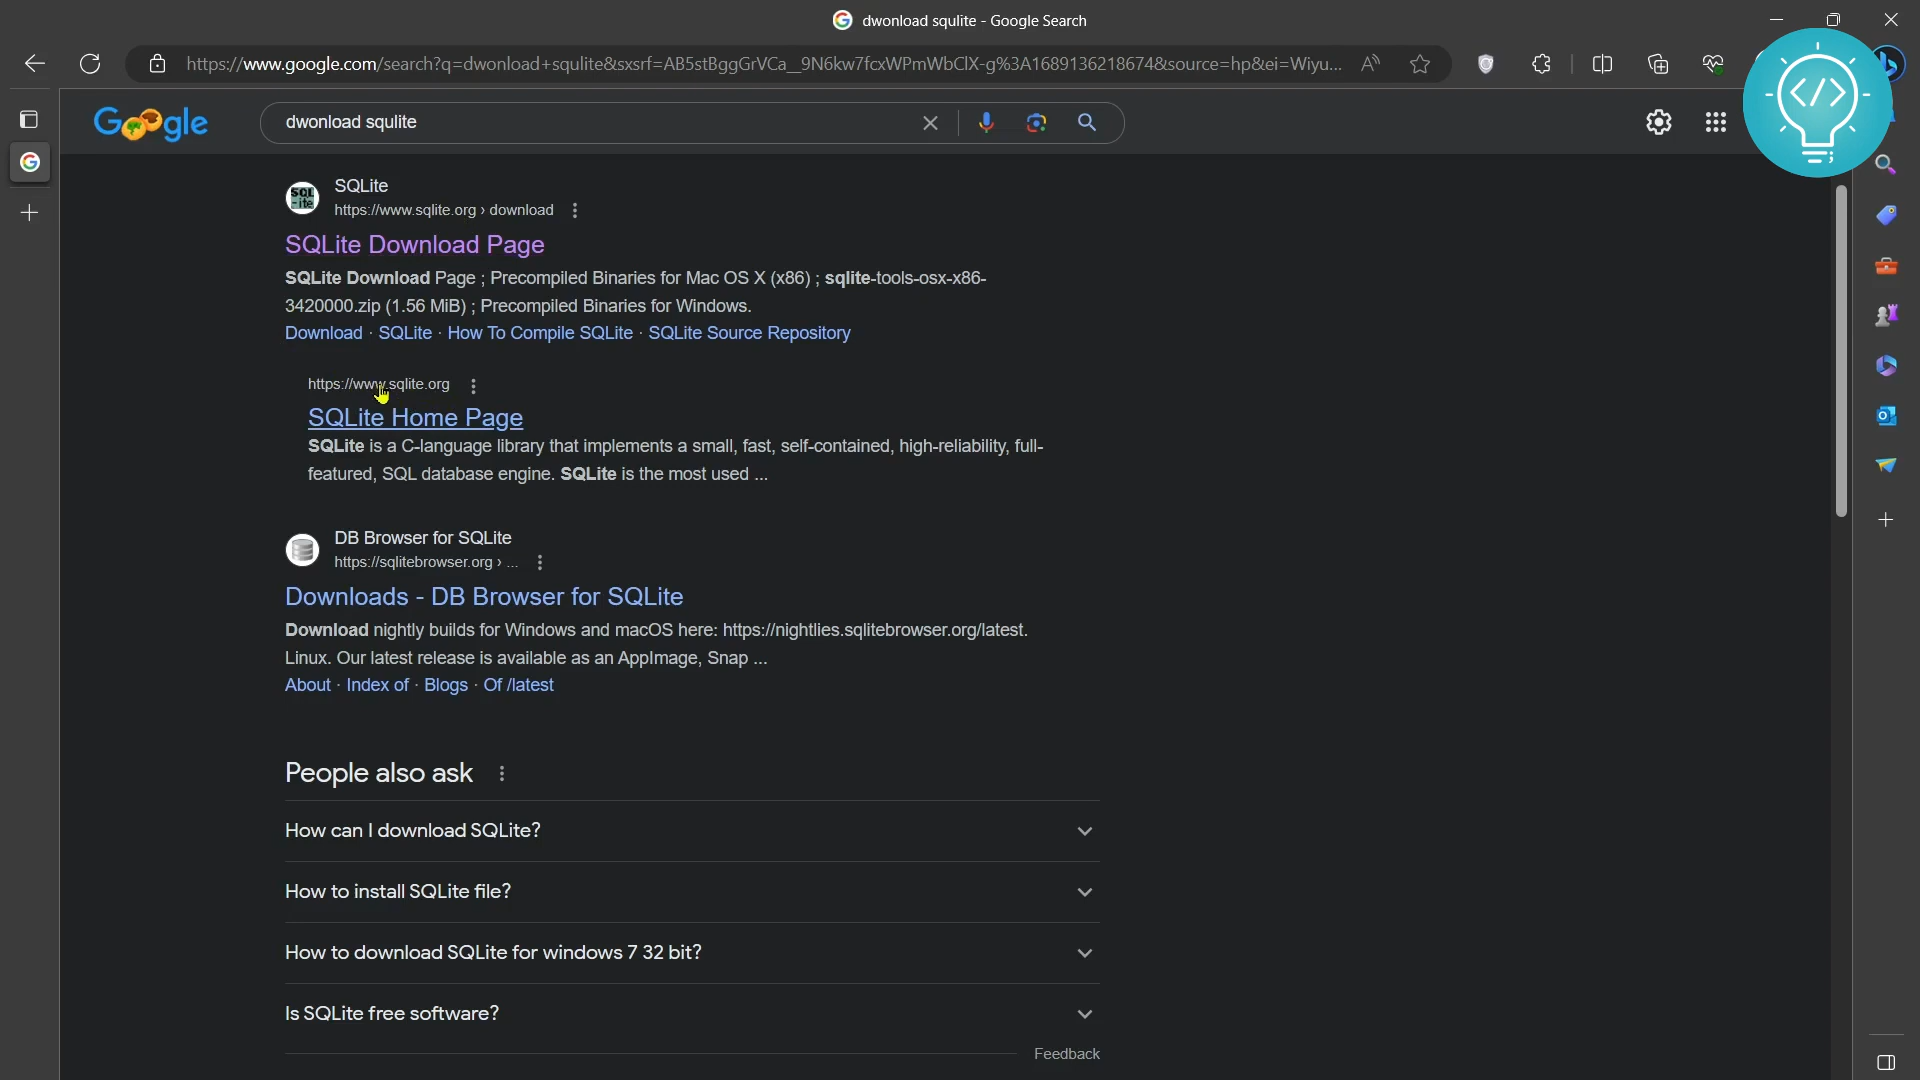 dwonload squlite - Google Search
https://www.google.com/search?q=dwonload+squlite&sxsrf=AB5stBggGrVCa__9N6kw7fcxWPmWbClX-g%3A1689136218674&source=hp&ei=Wiyu...
Google
dwonload squlite
</>
SQL
-ite
SQLite
https://www.sqlite.org › download
SQLite Download Page
SQLite Download Page ; Precompiled Binaries for Mac OS X (x86) ; sqlite-tools-osx-x86-
3420000.zip (1.56 MiB) ; Precompiled Binaries for Windows.
Download · SQLite · How To Compile SQLite · SQLite Source Repository
https://www.sqlite.org
SQLite Home Page
SQLite is a C-language library that implements a small, fast, self-contained, high-reliability, full-
featured, SQL database engine. SQLite is the most used ...
DB Browser for SQLite
https://sqlitebrowser.org › ...
Downloads - DB Browser for SQLite
Download nightly builds for Windows and macOS here: https://nightlies.sqlitebrowser.org/latest.
Linux. Our latest release is available as an AppImage, Snap ...
About · Index of · Blogs · Of /latest
People also ask
How can I download SQLite?
How to install SQLite file?
How to download SQLite for windows 7 32 bit?
Is SQLite free software?
Feedback